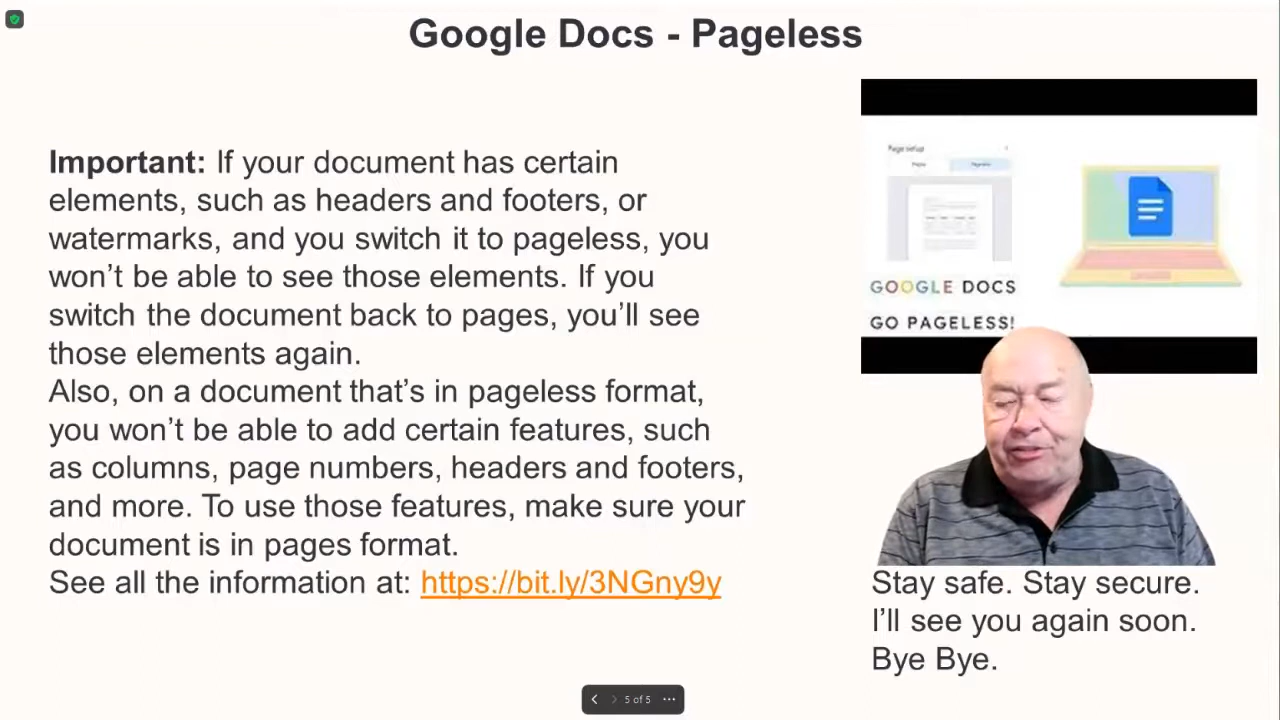 Google Docs - Pageless
Important: If your document has certain
elements, such as headers and footers, or
watermarks, and you switch it to pageless, you
won’t be able to see those elements. If you
switch the document back to pages, you’ll see
those elements again.
Also, on a document that’s in pageless format,
you won’t be able to add certain features, such
as columns, page numbers, headers and footers,
and more. To use those features, make sure your
document is in pages format.
See all the information at: https://bit.ly/3NGny9y
Page setup
Pages Pageless
GOOGLE DOCS
GO PAGELESS!
Stay safe. Stay secure.
I’ll see you again soon.
Bye Bye.
5 of 5